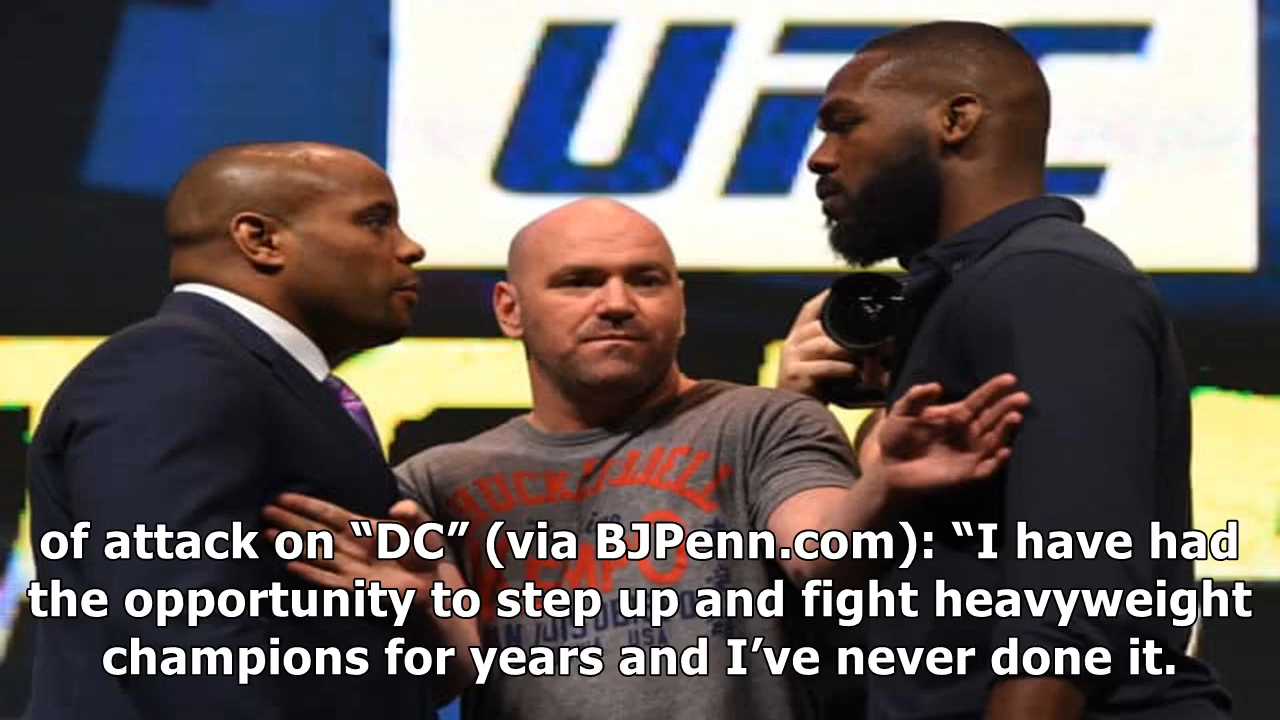 UFC
of attack on “DC” (via BJPenn.com): “I have had
the opportunity to step up and fight heavyweight
champions for years and I’ve never done it.